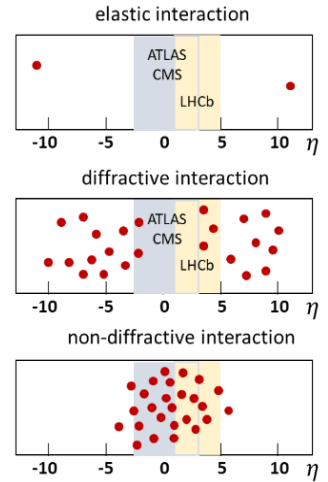 elastic interaction
ATLAS
CMS
LHCb
-10 -5 0 5 10 η
diffractive interaction
ATLAS
CMS
LHCb
-10 -5 0 5 10 η
non-diffractive interaction
-10 -5 0 5 10 η